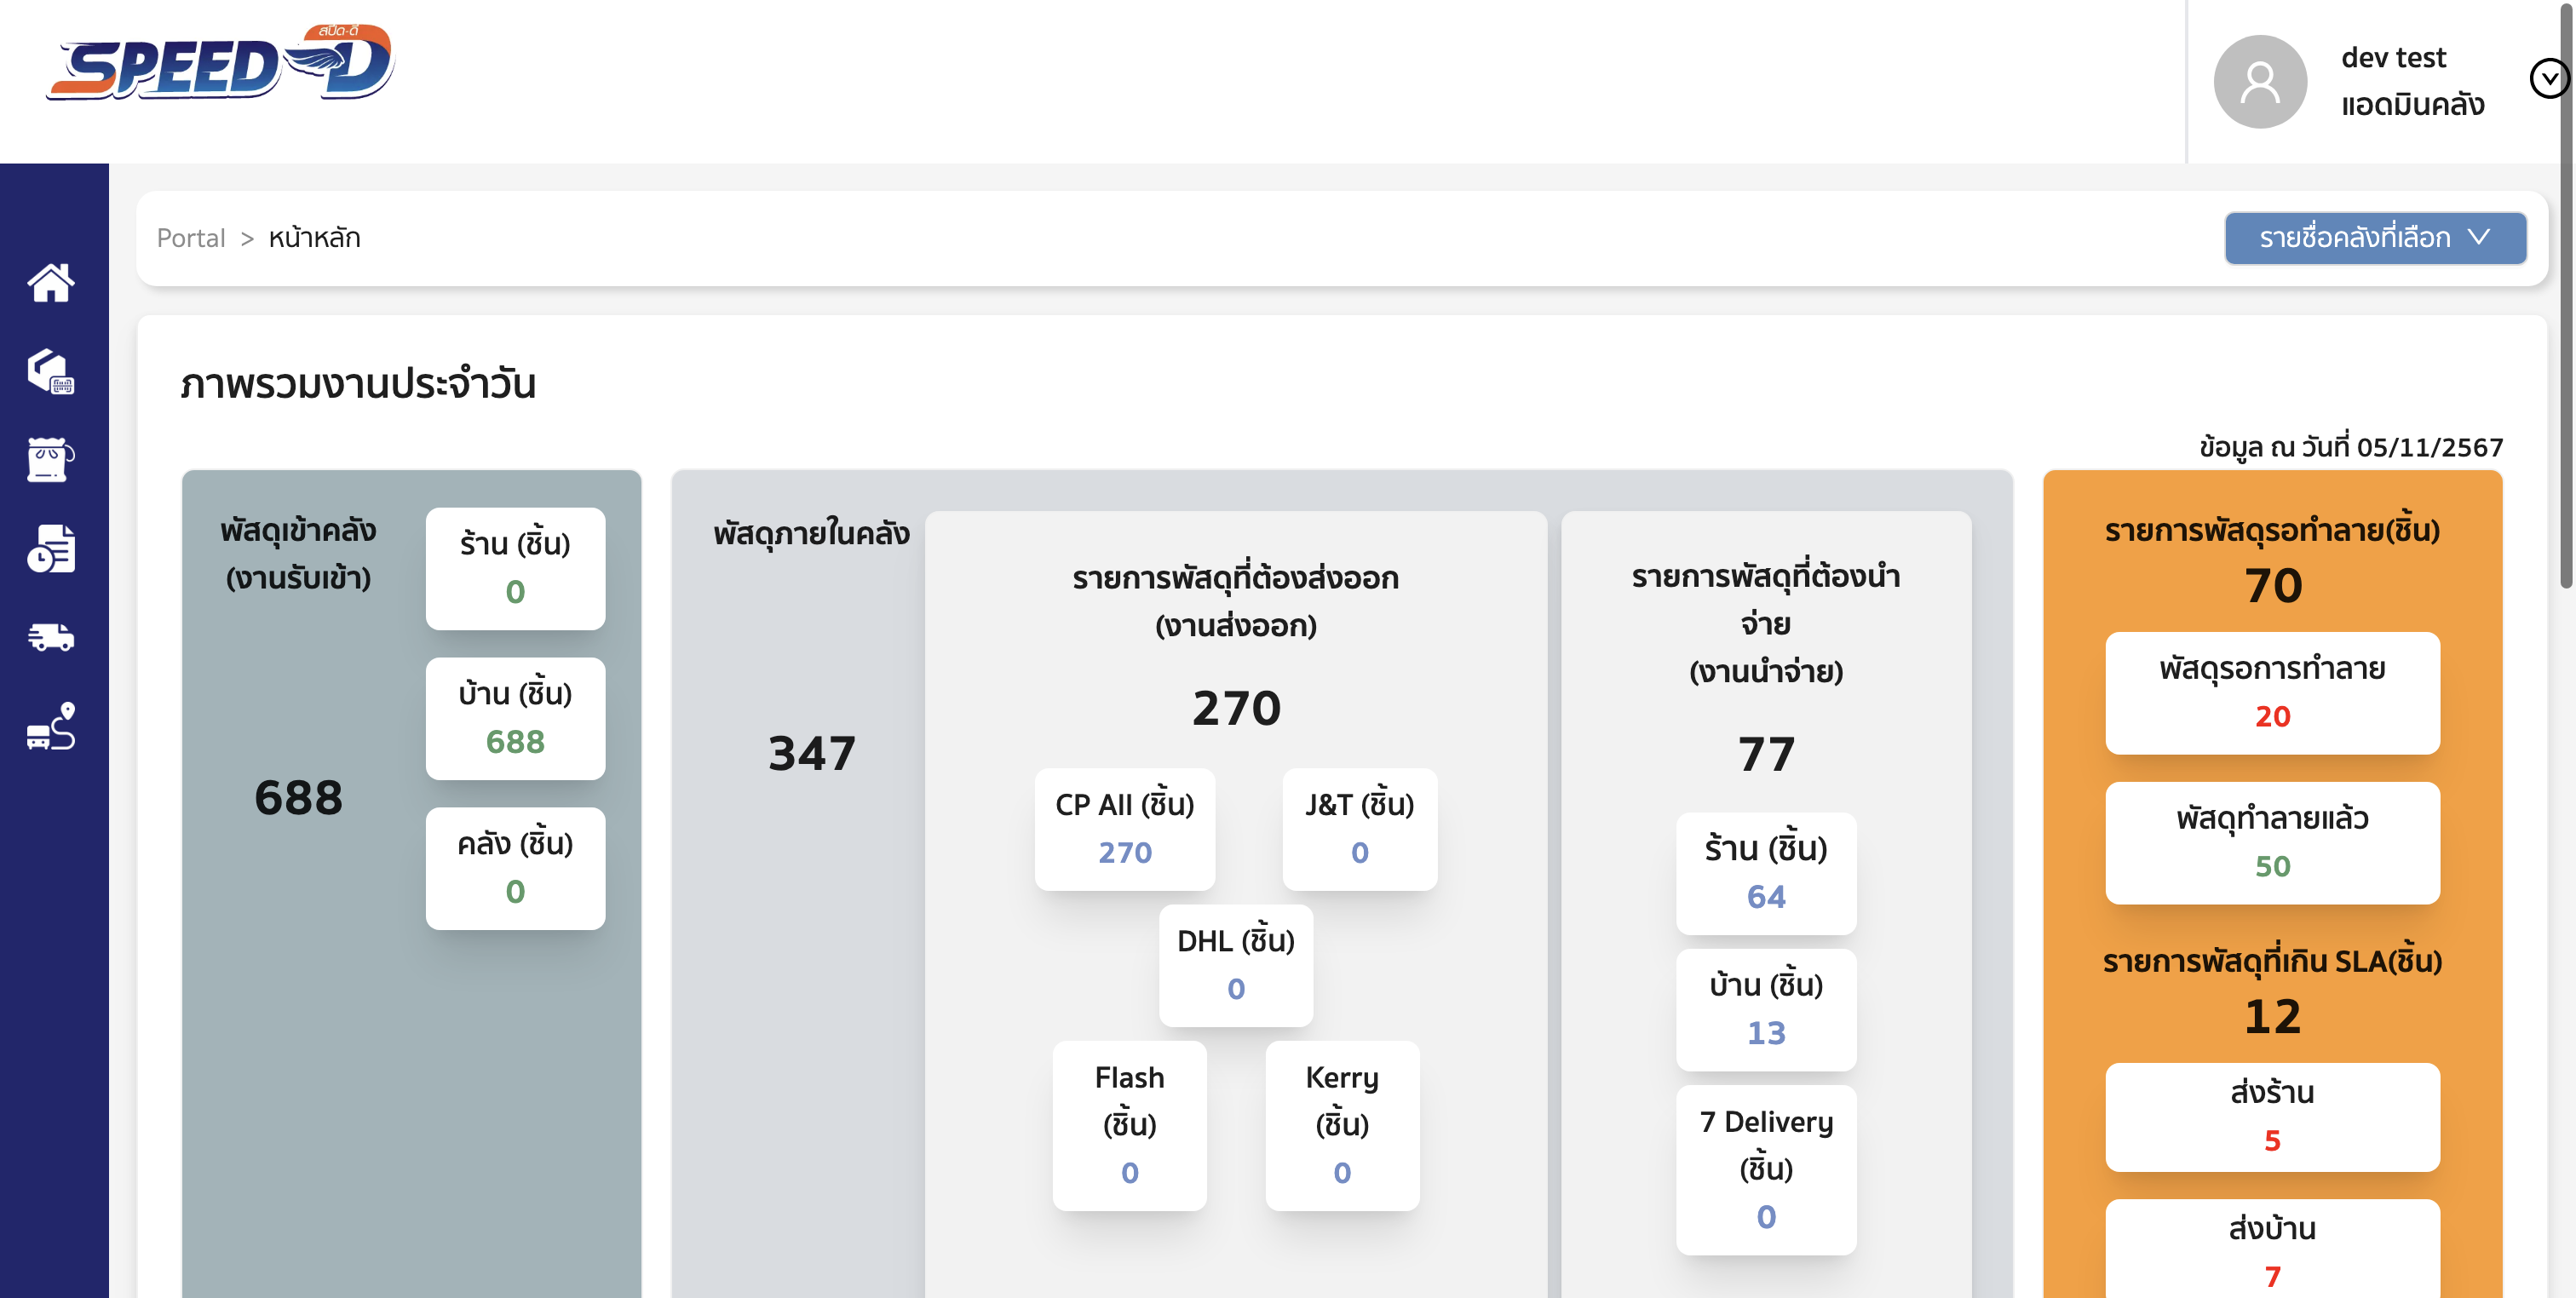 สปีด-ดี
SPEED-D
dev test
แอดมินคลัง
Portal > หน้าหลัก
รายชื่อคลังที่เลือก
ภาพรวมงานประจำวัน
ข้อมูล ณ วันที่ 05/11/2567
พัสดุเข้าคลัง
(งานรับเข้า)
688
ร้าน (ชิ้น)
0
บ้าน (ชิ้น)
688
คลัง (ชิ้น)
0
พัสดุภายในคลัง
347
รายการพัสดุที่ต้องส่งออก
(งานส่งออก)
270
CP All (ชิ้น)
270
J&T (ชิ้น)
0
DHL (ชิ้น)
0
Flash
(ชิ้น)
0
Kerry
(ชิ้น)
0
รายการพัสดุที่ต้องนำ
จ่าย
(งานนำจ่าย)
77
ร้าน (ชิ้น)
64
บ้าน (ชิ้น)
13
7 Delivery
(ชิ้น)
0
รายการพัสดุรอทำลาย(ชิ้น)
70
พัสดุรอการทำลาย
20
พัสดุทำลายแล้ว
50
รายการพัสดุที่เกิน SLA(ชิ้น)
12
ส่งร้าน
5
ส่งบ้าน
7